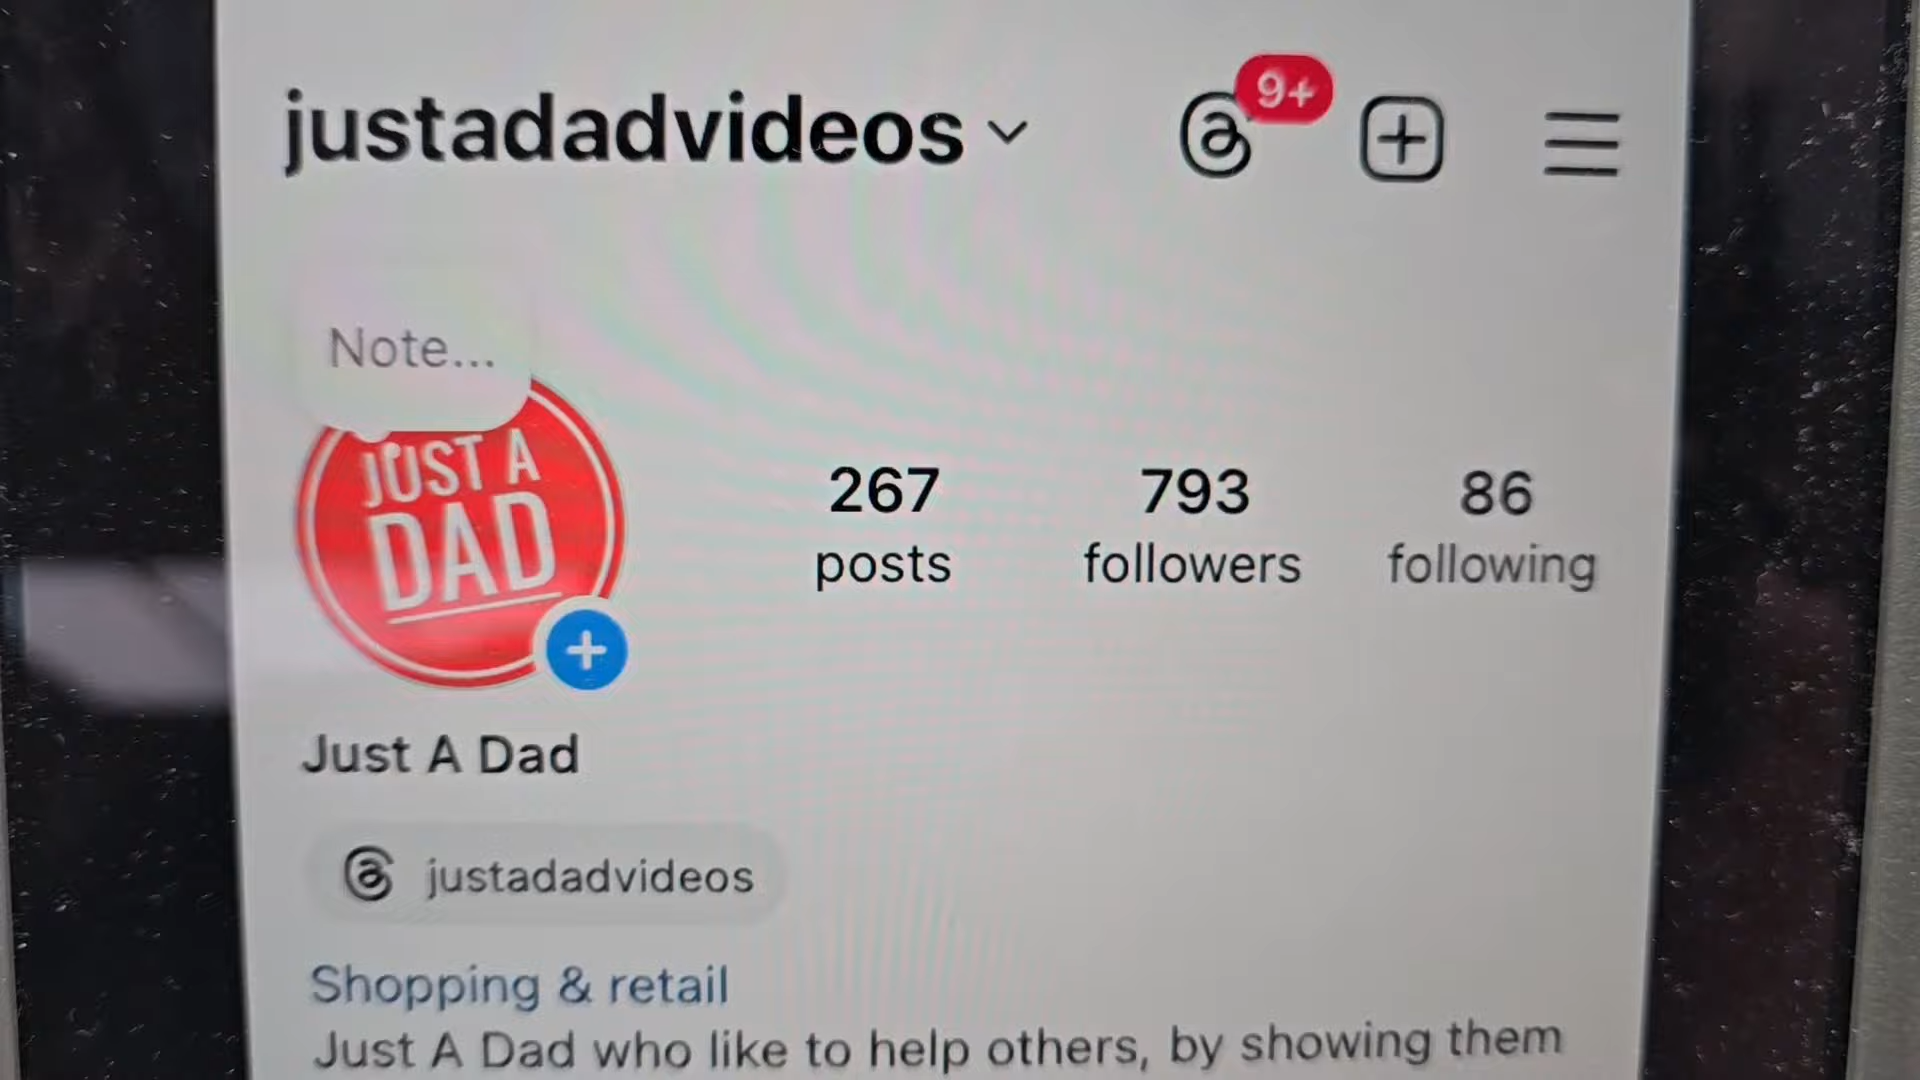 justadadvideos
9+
Note...
JUST A
DAD
267 793 86
posts followers following
Just A Dad
justadadvideos
Shopping & retail
Just A Dad who like to help others, by showing them